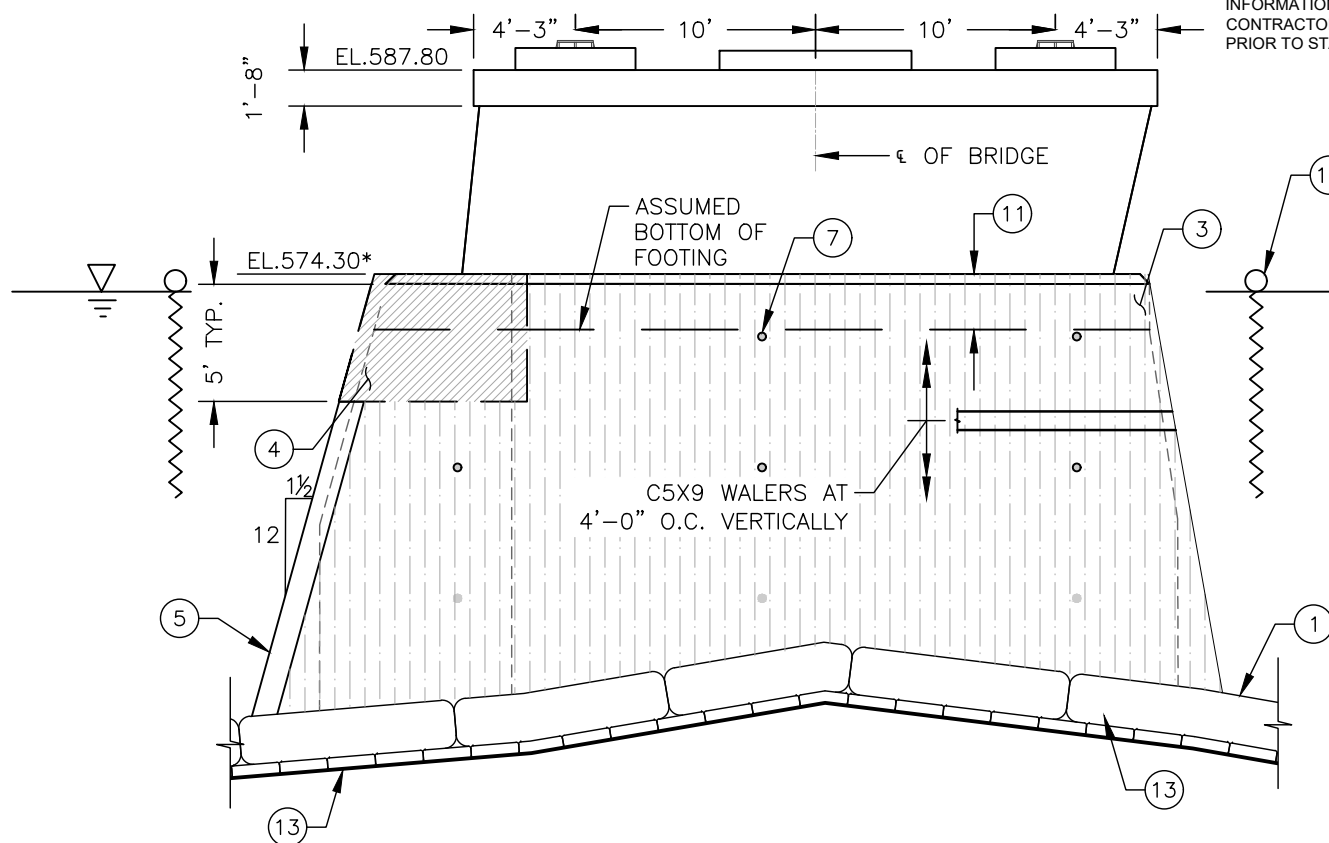 INFORMATION
CONTRACTO
PRIOR TO ST
4'-3" 10' 10' 4'-3"
EL.587.80
1'-8"
℄ OF BRIDGE
1
ASSUMED
BOTTOM OF
FOOTING
7
11
3
EL.574.30*
5' TYP.
4
1½
12
C5X9 WALERS AT
4'-0" O.C. VERTICALLY
5
1
13
13